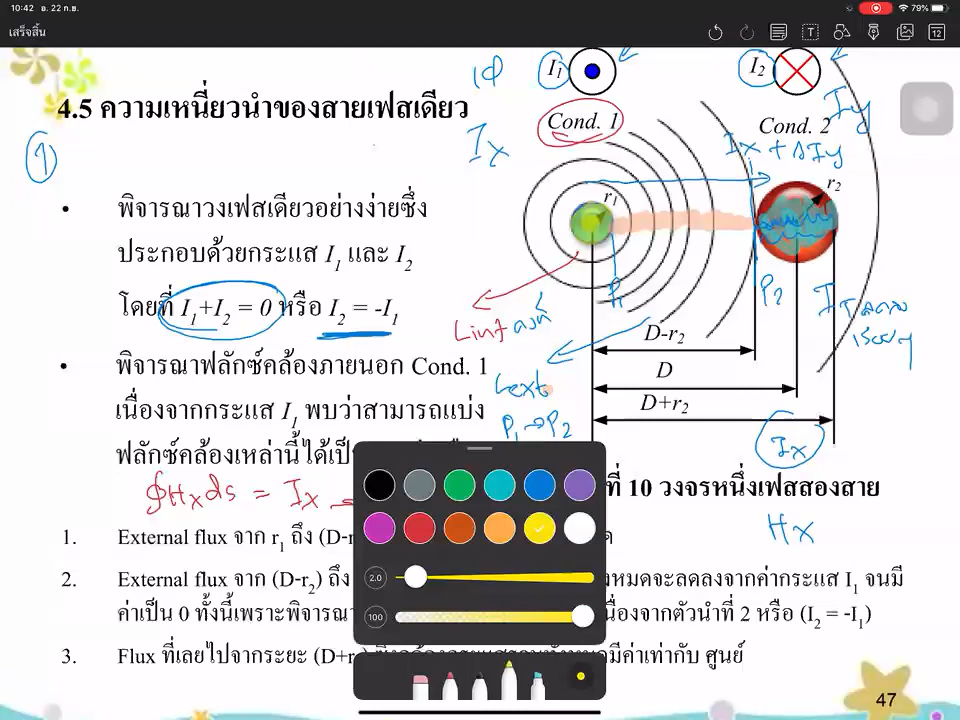 10:42 อ. 22 ก.ย.
79%
เสร็จสิ้น
T
12
1φ
I1
I2
4.5 ความเหนี่ยวนำของสายเฟสเดียว
Cond. 1
Cond. 2
Iy
Ix
Ix + ΔIy
1
r1
r2
• พิจารณาวงเฟสเดียวอย่างง่ายซึ่ง
ประกอบด้วยกระแส I1 และ I2
โดยที่ I1+I2 = 0 หรือ I2 = -I1
P1
P2
Lint
D-r2
D
D+r2
• พิจารณาฟลักซ์คล้องภายนอก Cond. 1
Lext
เนื่องจากกระแส I1 พบว่าสามารถแบ่ง
P1→P2
ฟลักซ์คล้องเหล่านี้ได้เป็น
Ix
∮Hx ds = Ix
ที่ 10 วงจรหนึ่งเฟสสองสาย
Hx
1. External flux จาก r1 ถึง (D-r
2. External flux จาก (D-r2) ถึง
งหมดจะลดลงจากค่ากระแส I1 จนมี
ค่าเป็น 0 ทั้งนี้เพราะพิจารณา
นื่องจากตัวนำที่ 2 หรือ (I2 = -I1)
3. Flux ที่เลยไปจากระยะ (D+r
มีค่าเท่ากับ ศูนย์
2.0
100
47